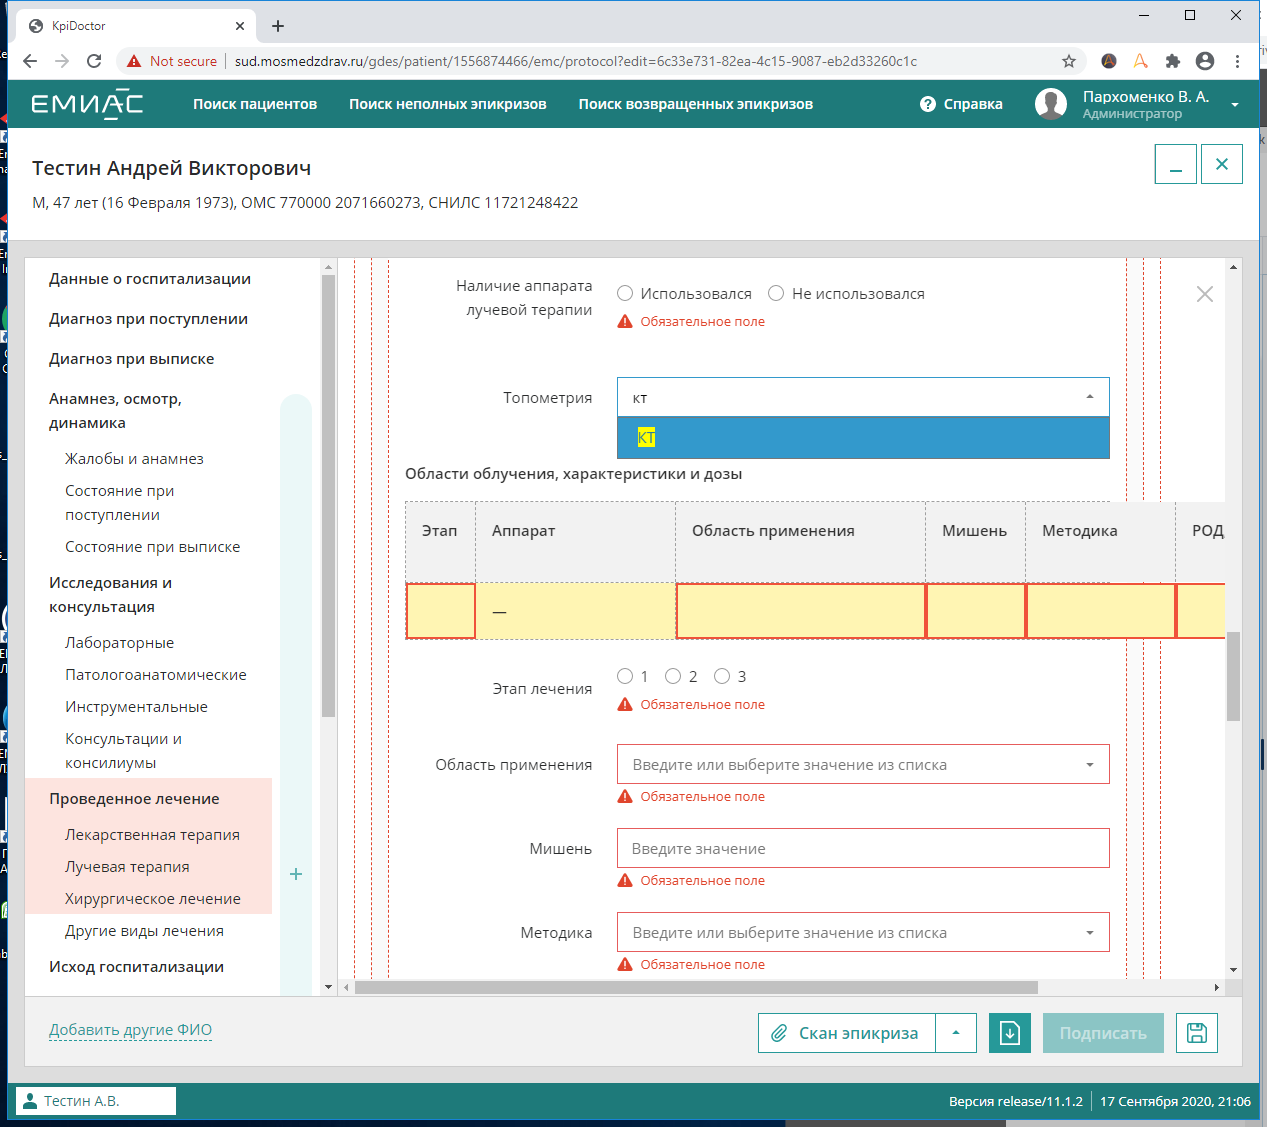 KpiDoctor
Not secure
sud.mosmedzdrav.ru/gdes/patient/1556874466/emc/protocol?edit=6c33e731-82ea-4c15-9087-eb2d33260c1c
ЕМИАС
Поиск пациентов
Поиск неполных эпикризов
Поиск возвращенных эпикризов
Справка
Пархоменко В. А.
Администратор
Тестин Андрей Викторович
М, 47 лет (16 Февраля 1973), ОМС 770000 2071660273, СНИЛС 11721248422
Данные о госпитализации
Диагноз при поступлении
Диагноз при выписке
Анамнез, осмотр,
динамика
Жалобы и анамнез
Состояние при
поступлении
Состояние при выписке
Исследования и
консультация
Лабораторные
Патологоанатомические
Инструментальные
Консультации и
консилиумы
Проведенное лечение
Лекарственная терапия
Лучевая терапия
Хирургическое лечение
Другие виды лечения
Исход госпитализации
Наличие аппарата
лучевой терапии
Использовался
Не использовался
Обязательное поле
Топометрия
кт
КТ
Области облучения, характеристики и дозы
Этап
Аппарат
Область применения
Мишень
Методика
РОД,
—
Этап лечения
1
2
3
Обязательное поле
Область применения
Введите или выберите значение из списка
Обязательное поле
Мишень
Введите значение
Обязательное поле
Методика
Введите или выберите значение из списка
Обязательное поле
Добавить другие ФИО
Скан эпикриза
Подписать
Тестин А.В.
Версия release/11.1.2
17 Сентября 2020, 21:06